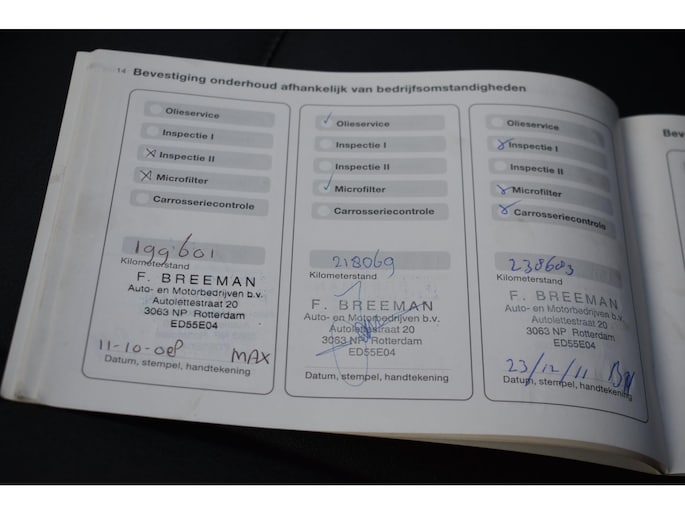 14 Bevestiging onderhoud afhankelijk van bedrijfsomstandigheden
Olieservice
Inspectie I
Inspectie II
Microfilter
Carrosseriecontrole
199601
Kilometerstand
F. BREEMAN
Auto- en Motorbedrijven b.v.
Autolettestraat 20
3063 NP Rotterdam
ED55E04
MAX
Datum, stempel, handtekening
Olieservice
Inspectie I
Inspectie II
Microfilter
Carrosseriecontrole
218069
Kilometerstand
F. BREEMAN
Auto- en Motorbedrijven b.v.
Autolettestraat 20
3063 NP Rotterdam
ED55E04
Datum, stempel, handtekening
Olieservice
Inspectie I
Inspectie II
Microfilter
Carrosseriecontrole
238603
Kilometerstand
F. BREEMAN
Auto- en Motorbedrijven b.v.
Autolettestraat 20
3063 NP Rotterdam
ED55E04
23/12/11
Datum, stempel, handtekening
Bev